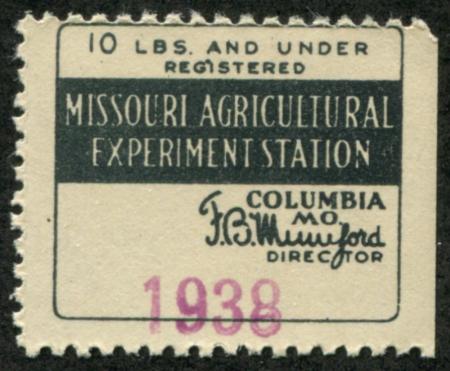 10 LBS. AND UNDER
REGISTERED
MISSOURI AGRICULTURAL
EXPERIMENT STATION
COLUMBIA
MO.
F.B. Mumford
DIRECTOR
1938